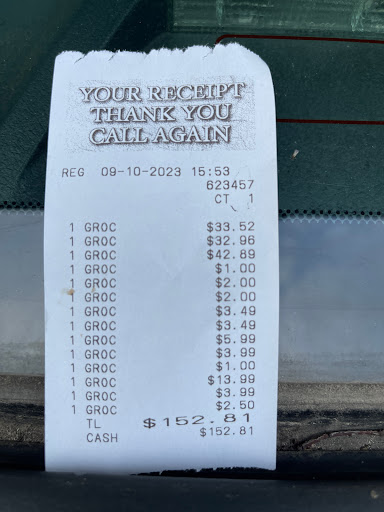 YOUR RECEIPT
THANK YOU
CALL AGAIN
REG 09-10-2023 15:53
623457
CT 1
1 GROC $33.52
1 GROC $32.96
1 GROC $42.89
1 GROC $1.00
1 GROC $2.00
1 GROC $2.00
1 GROC $3.49
1 GROC $3.49
1 GROC $5.99
1 GROC $3.99
1 GROC $1.00
1 GROC $13.99
1 GROC $3.99
1 GROC $2.50
TL $152.81
CASH $152.81